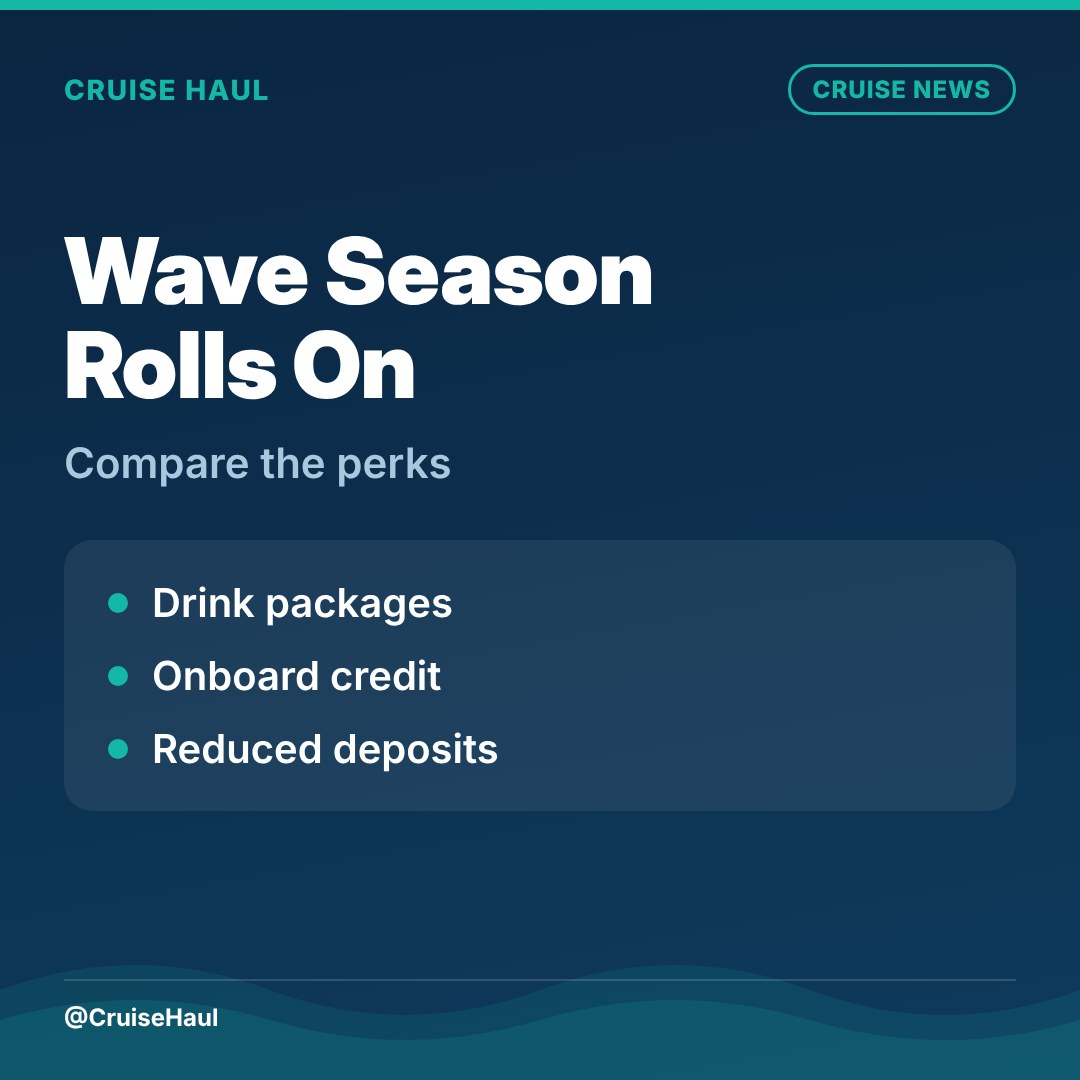 CRUISE HAUL
CRUISE NEWS
Wave Season
Rolls On
Compare the perks
Drink packages
Onboard credit
Reduced deposits
@CruiseHaul